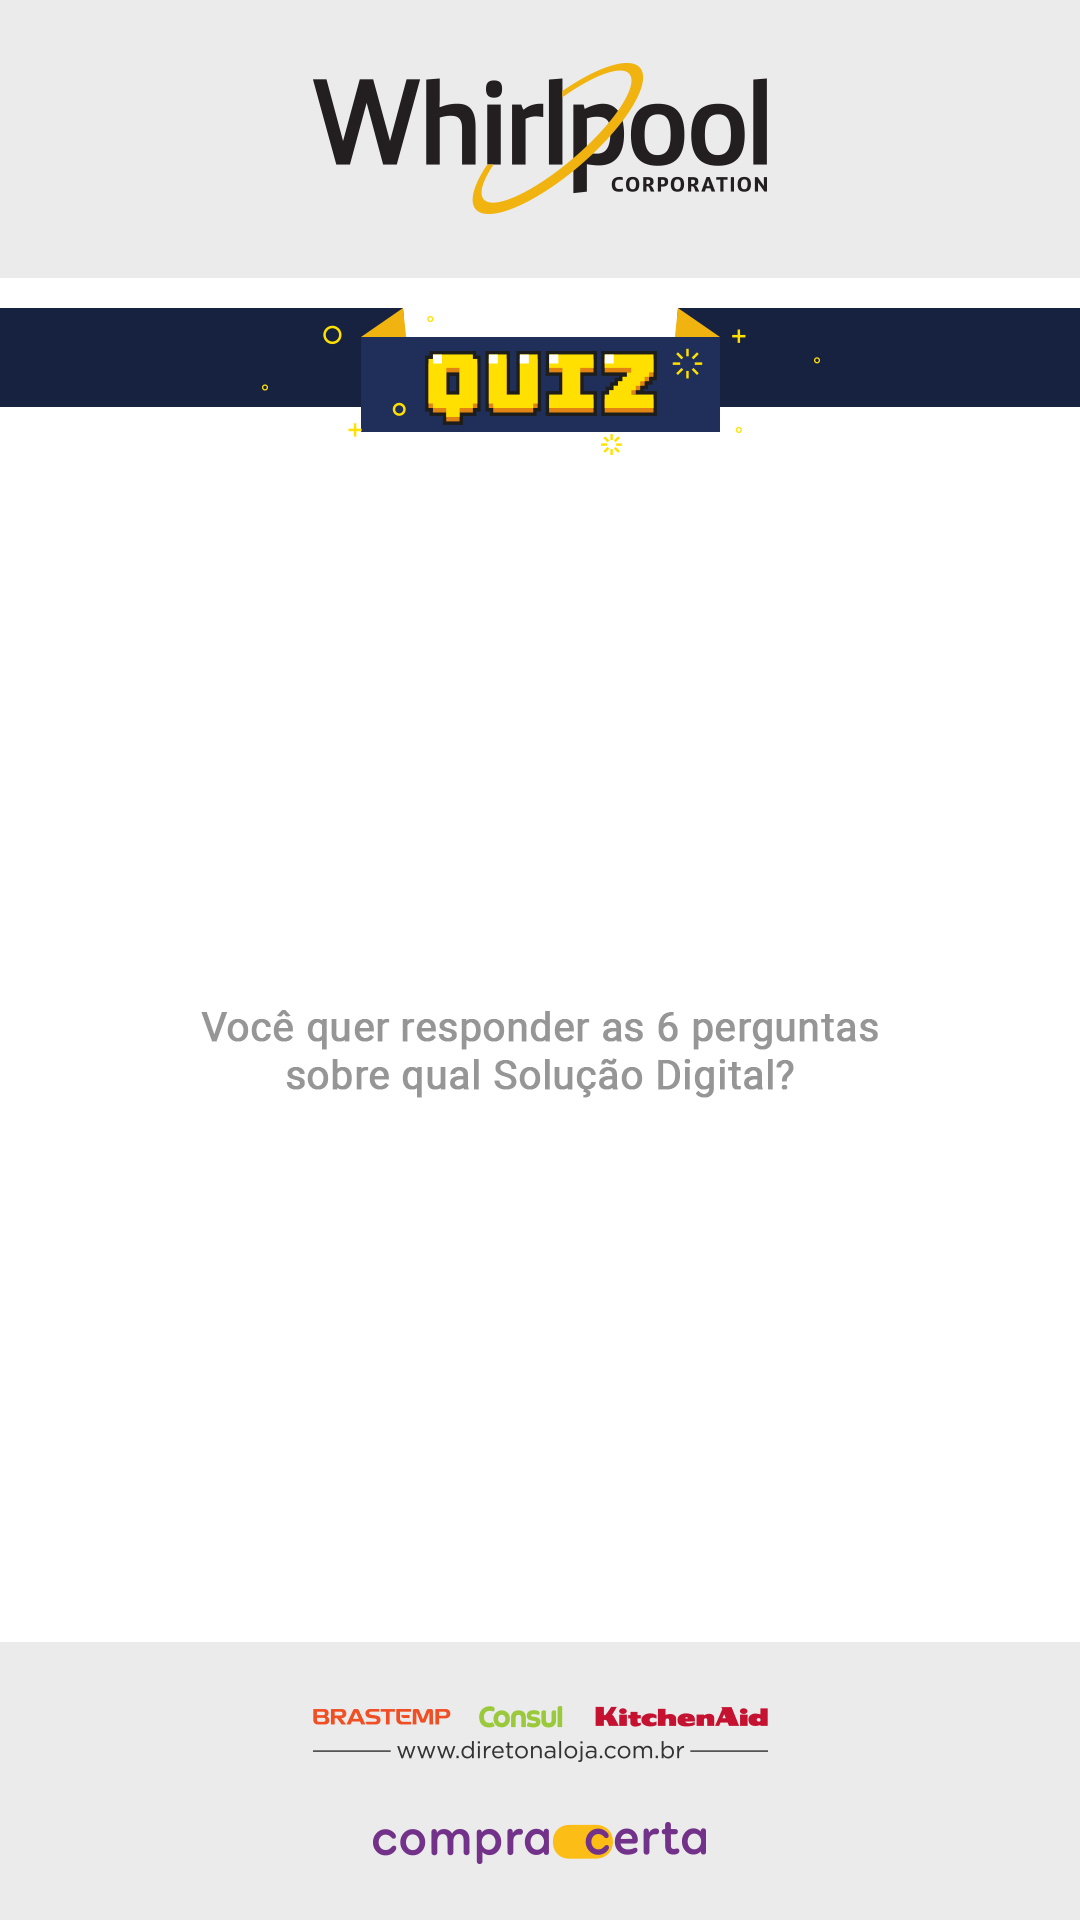 Whirlpool
CORPORATION
QUIZ
Você quer responder as 6 perguntas
sobre qual Solução Digital?
BRASTEMP Consul KitchenAid
www.diretonaloja.com.br
compra certa